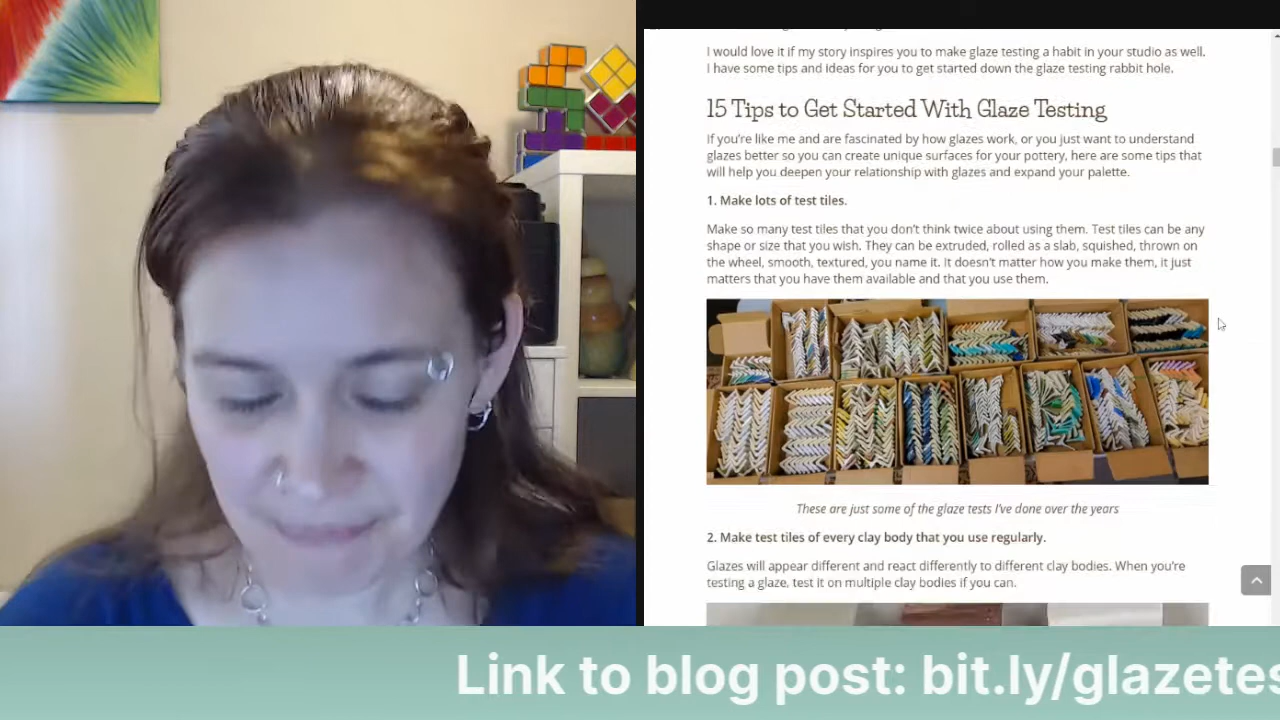 I would love it if my story inspires you to make glaze testing a habit in your studio as well.
I have some tips and ideas for you to get started down the glaze testing rabbit hole.
15 Tips to Get Started With Glaze Testing
If you're like me and are fascinated by how glazes work, or you just want to understand
glazes better so you can create unique surfaces for your pottery, here are some tips that
will help you deepen your relationship with glazes and expand your palette.
1. Make lots of test tiles.
Make so many test tiles that you don't think twice about using them. Test tiles can be any
shape or size that you wish. They can be extruded, rolled as a slab, squished, thrown on
the wheel, smooth, textured, you name it. It doesn't matter how you make them, it just
matters that you have them available and that you use them.
These are just some of the glaze tests I've done over the years
2. Make test tiles of every clay body that you use regularly.
Glazes will appear different and react differently to different clay bodies. When you're
testing a glaze, test it on multiple clay bodies if you can.
Link to blog post: bit.ly/glazetes